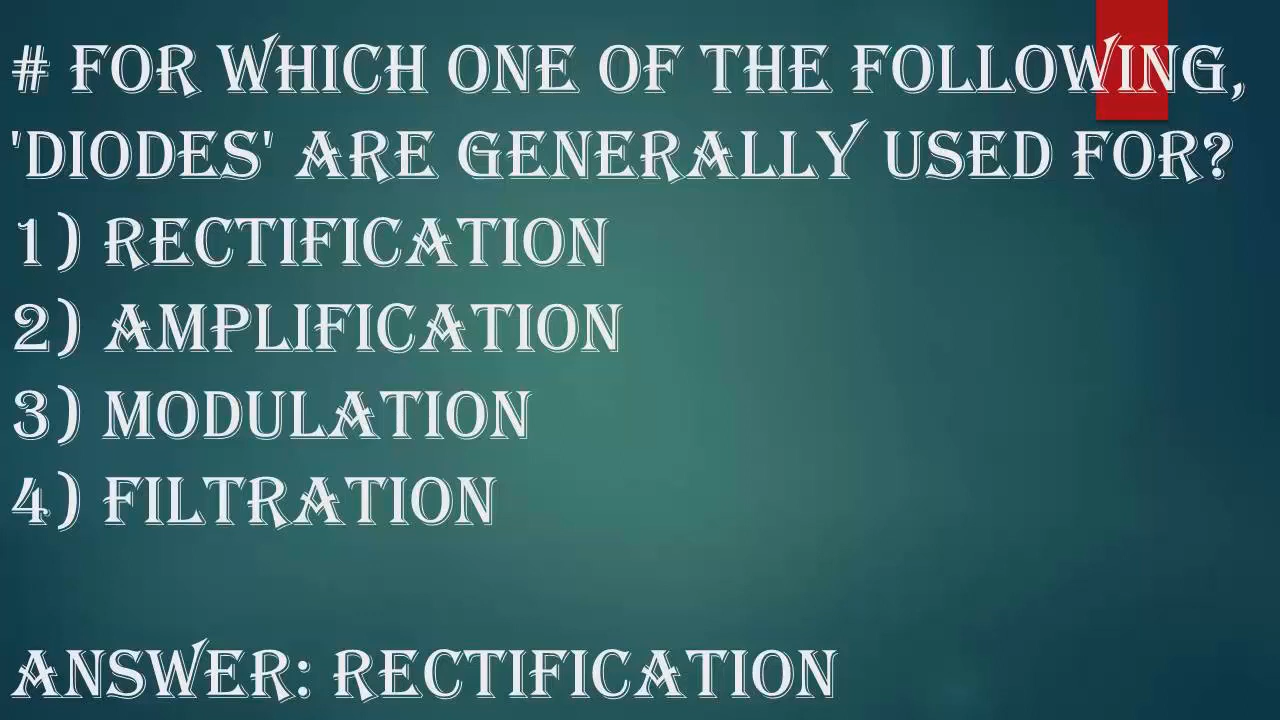 # FOR WHICH ONE OF THE FOLLOWING,
'DIODES' ARE GENERALLY USED FOR?
1) RECTIFICATION
2) AMPLIFICATION
3) MODULATION
4) FILTRATION
ANSWER: RECTIFICATION